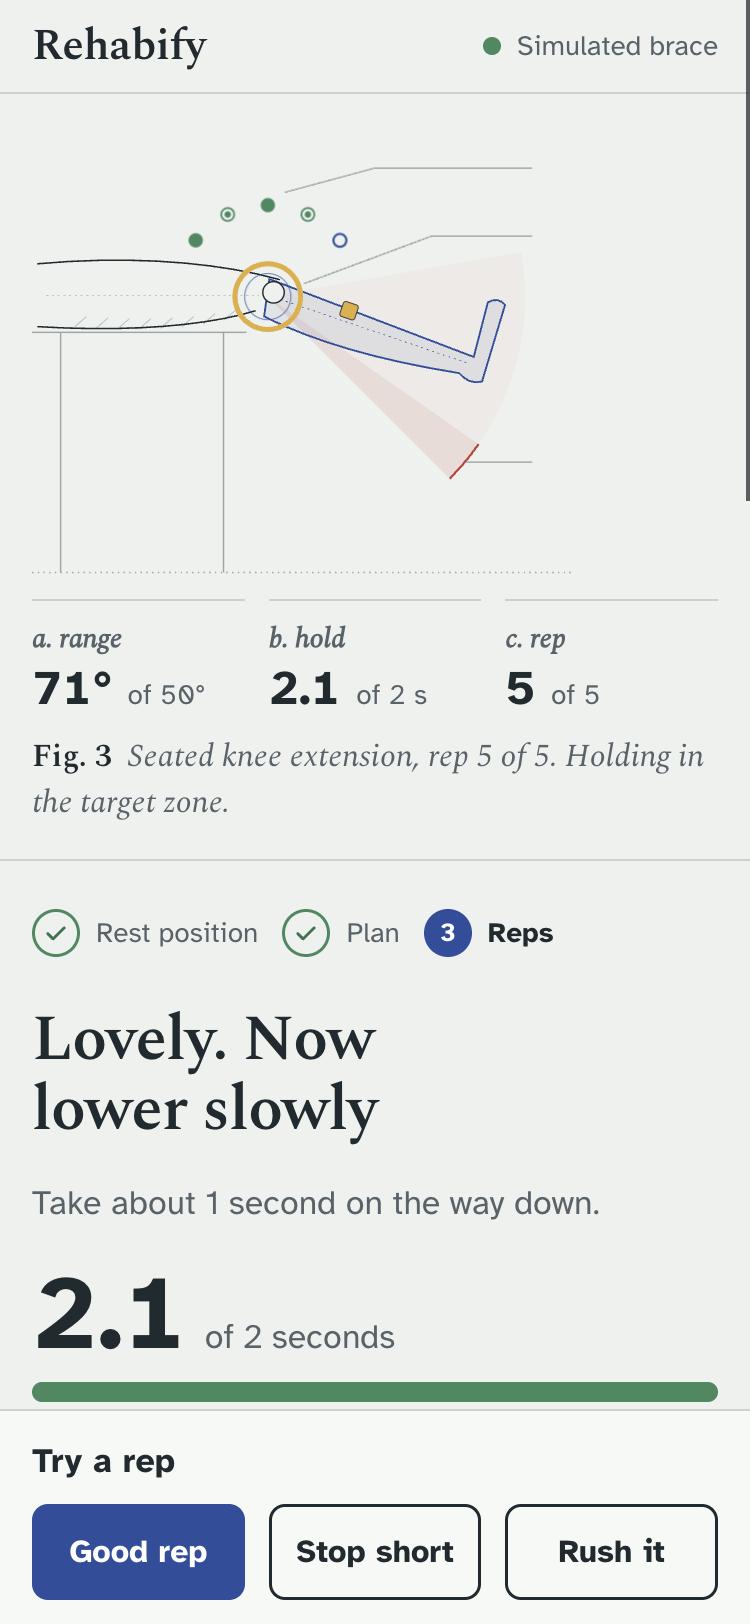 Rehabify
Simulated brace
a. range
b. hold
c. rep
71° of 50°
2.1 of 2 s
5 of 5
Fig. 3 Seated knee extension, rep 5 of 5. Holding in
the target zone.
Rest position
Plan
3 Reps
Lovely. Now
lower slowly
Take about 1 second on the way down.
2.1 of 2 seconds
Try a rep
Good rep
Stop short
Rush it